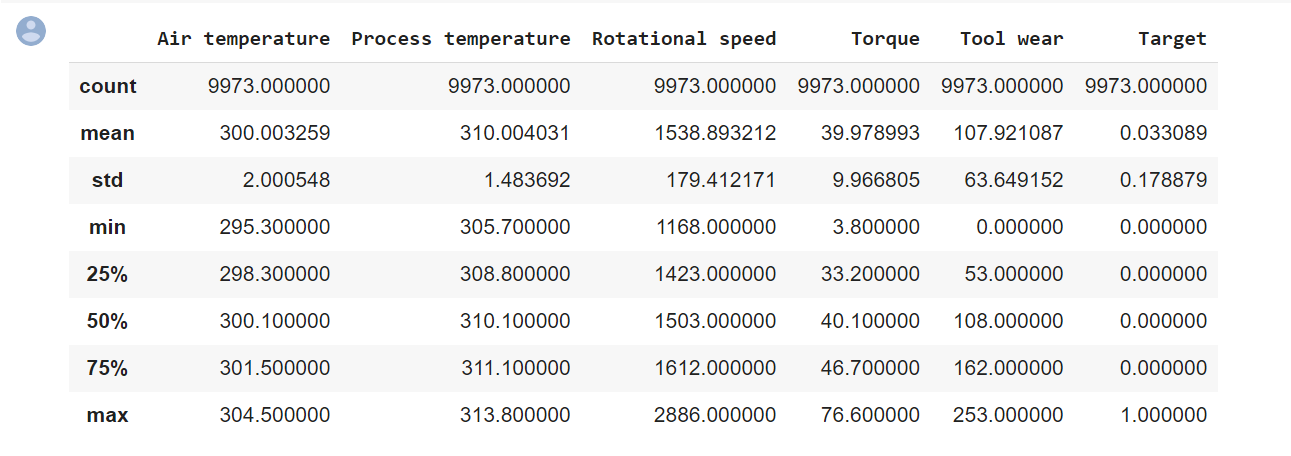 Air temperature Process temperature Rotational speed Torque Tool wear Target
count 9973.000000 9973.000000 9973.000000 9973.000000 9973.000000 9973.000000
mean 300.003259 310.004031 1538.893212 39.978993 107.921087 0.033089
std 2.000548 1.483692 179.412171 9.966805 63.649152 0.178879
min 295.300000 305.700000 1168.000000 3.800000 0.000000 0.000000
25% 298.300000 308.800000 1423.000000 33.200000 53.000000 0.000000
50% 300.100000 310.100000 1503.000000 40.100000 108.000000 0.000000
75% 301.500000 311.100000 1612.000000 46.700000 162.000000 0.000000
max 304.500000 313.800000 2886.000000 76.600000 253.000000 1.000000